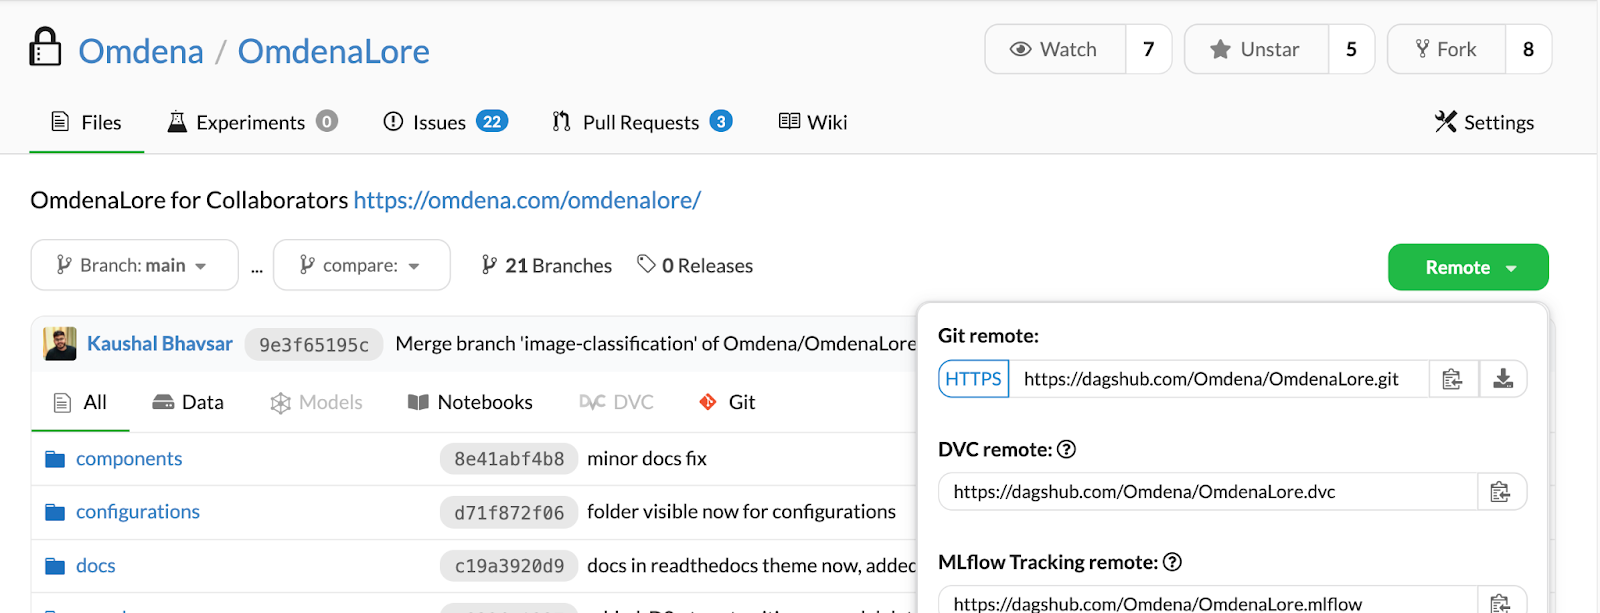 Omdena / OmdenaLore
Watch 7
Unstar 5
Fork 8
Files
Experiments 0
Issues 22
Pull Requests 3
Wiki
Settings
OmdenaLore for Collaborators https://omdena.com/omdenalore/
Branch: main
...
compare:
21 Branches
0 Releases
Remote
Kaushal Bhavsar 9e3f65195c Merge branch 'image-classification' of Omdena/OmdenaLore
All
Data
Models
Notebooks
DVC DVC
Git
components 8e41abf4b8 minor docs fix
configurations d71f872f06 folder visible now for configurations
docs c19a3920d9 docs in readthedocs theme now, added
Git remote:
HTTPS https://dagshub.com/Omdena/OmdenaLore.git
DVC remote:
https://dagshub.com/Omdena/OmdenaLore.dvc
MLflow Tracking remote:
https://dagshub.com/Omdena/OmdenaLore.mlflow